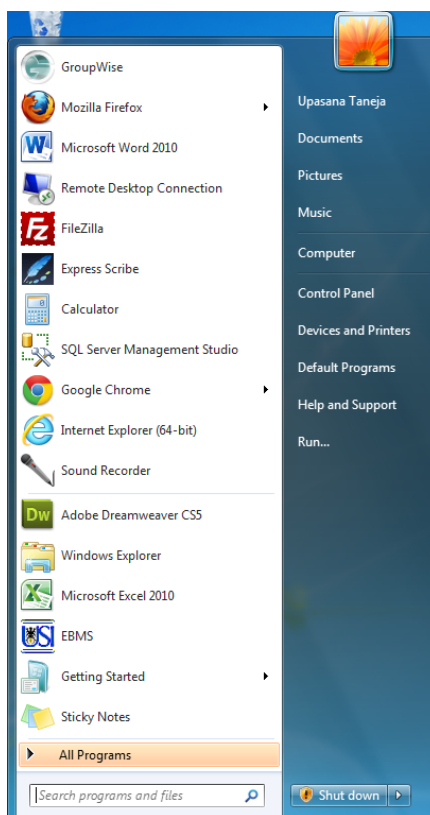 GroupWise
Mozilla Firefox
Microsoft Word 2010
Remote Desktop Connection
FileZilla
Express Scribe
Calculator
SQL Server Management Studio
Google Chrome
Internet Explorer (64-bit)
Sound Recorder
Dw Adobe Dreamweaver CS5
Windows Explorer
Microsoft Excel 2010
USI EBMS
Getting Started
Sticky Notes
All Programs
Search programs and files
Upasana Taneja
Documents
Pictures
Music
Computer
Control Panel
Devices and Printers
Default Programs
Help and Support
Run...
Shut down